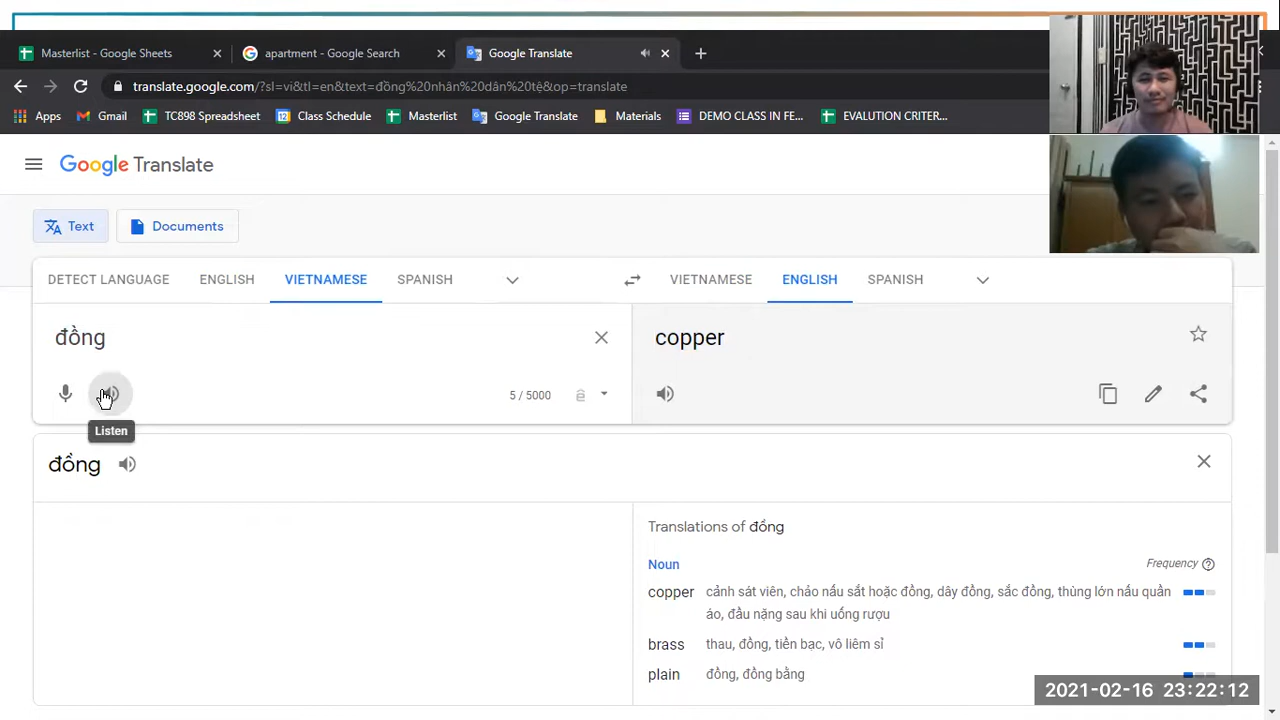 Masterlist - Google Sheets
apartment - Google Search
Google Translate
translate.google.com/?sl=vi&tl=en&text=đồng%20nhân%20dân%20tệ&op=translate
Apps
Gmail
TC898 Spreadsheet
Class Schedule
Masterlist
Google Translate
Materials
DEMO CLASS IN FE...
EVALUTION CRITER...
Google Translate
Text
Documents
DETECT LANGUAGE
ENGLISH
VIETNAMESE
SPANISH
VIETNAMESE
ENGLISH
SPANISH
đồng
copper
5 / 5000
Listen
đồng
Translations of đồng
Noun
Frequency
copper
cảnh sát viên, chảo nấu sắt hoặc đồng, dây đồng, sắc đồng, thùng lớn nấu quần
áo, đầu nặng sau khi uống rượu
brass
thau, đồng, tiền bạc, vô liêm sỉ
plain
đồng, đồng bằng
2021-02-16 23:22:12